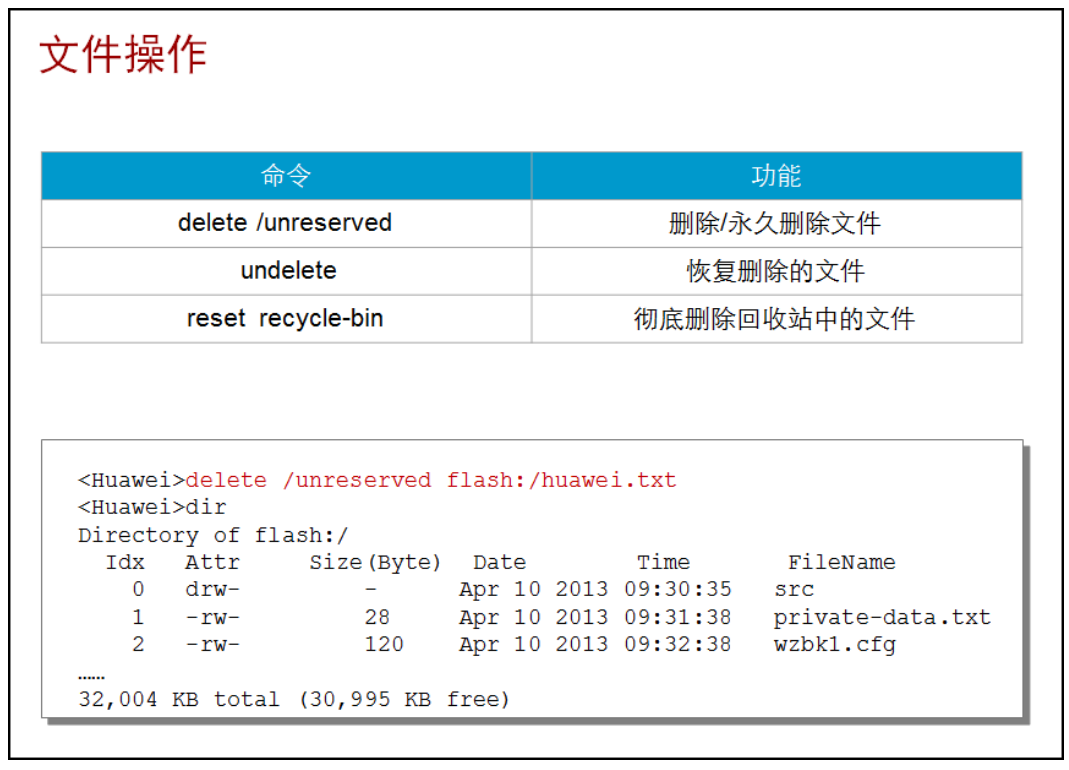 文件操作
命令 功能
delete /unreserved 删除/永久删除文件
undelete 恢复删除的文件
reset recycle-bin 彻底删除回收站中的文件
<Huawei>delete /unreserved flash:/huawei.txt
<Huawei>dir
Directory of flash:/
Idx Attr Size(Byte) Date Time FileName
0 drw- - Apr 10 2013 09:30:35 src
1 -rw- 28 Apr 10 2013 09:31:38 private-data.txt
2 -rw- 120 Apr 10 2013 09:32:38 wzbk1.cfg
……
32,004 KB total (30,995 KB free)